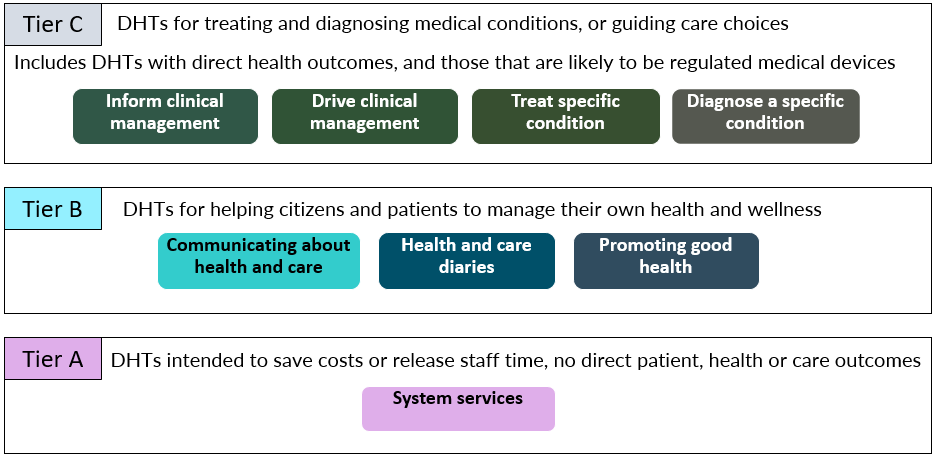 Tier C
DHTs for treating and diagnosing medical conditions, or guiding care choices
Includes DHTs with direct health outcomes, and those that are likely to be regulated medical devices
Inform clinical
management
Drive clinical
management
Treat specific
condition
Diagnose a specific
condition
Tier B
DHTs for helping citizens and patients to manage their own health and wellness
Communicating about
health and care
Health and care
diaries
Promoting good
health
Tier A
DHTs intended to save costs or release staff time, no direct patient, health or care outcomes
System services